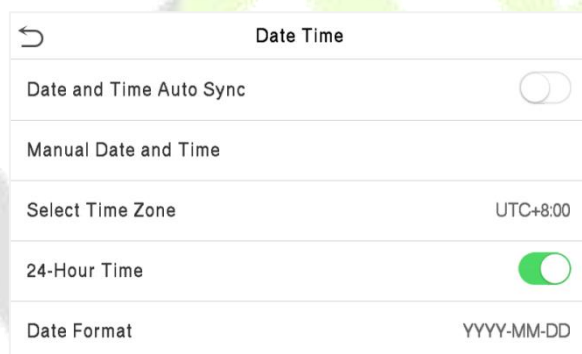 Date Time
Date and Time Auto Sync
Manual Date and Time
Select Time Zone UTC+8:00
24-Hour Time
Date Format YYYY-MM-DD